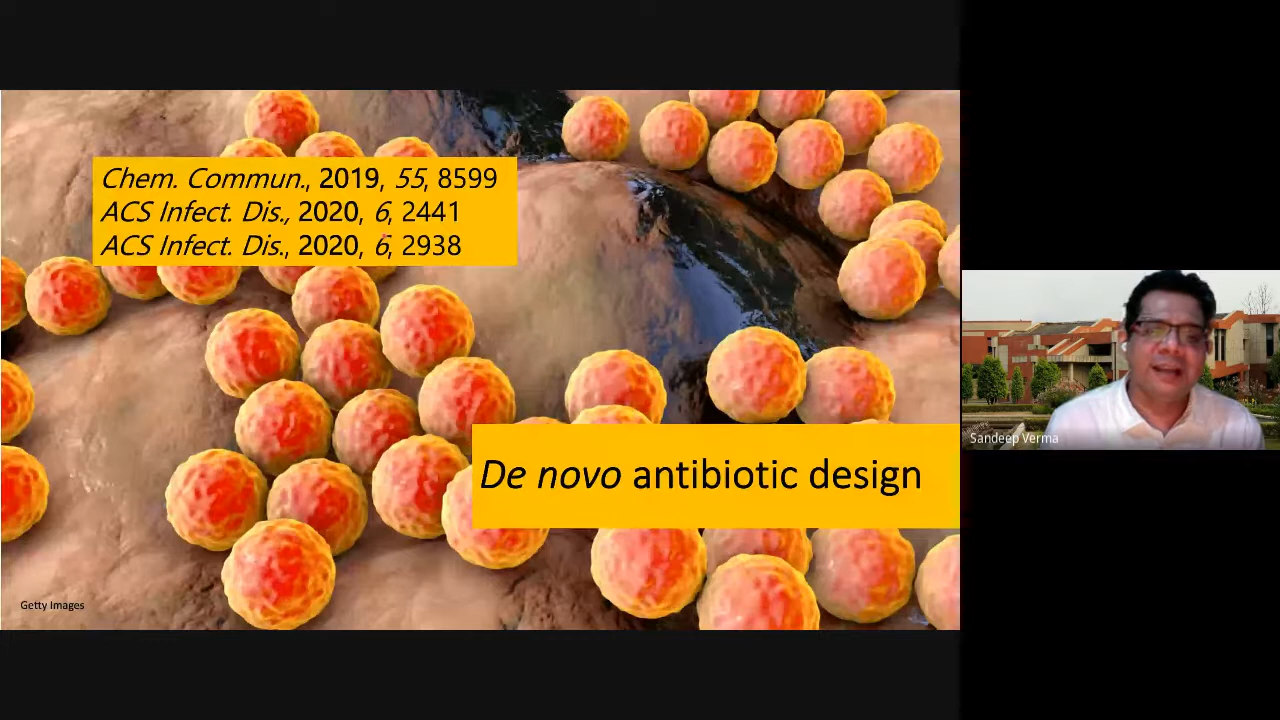 Chem. Commun., 2019, 55, 8599
ACS Infect. Dis., 2020, 6, 2441
ACS Infect. Dis., 2020, 6, 2938
De novo antibiotic design
Getty Images
Sandeep Verma